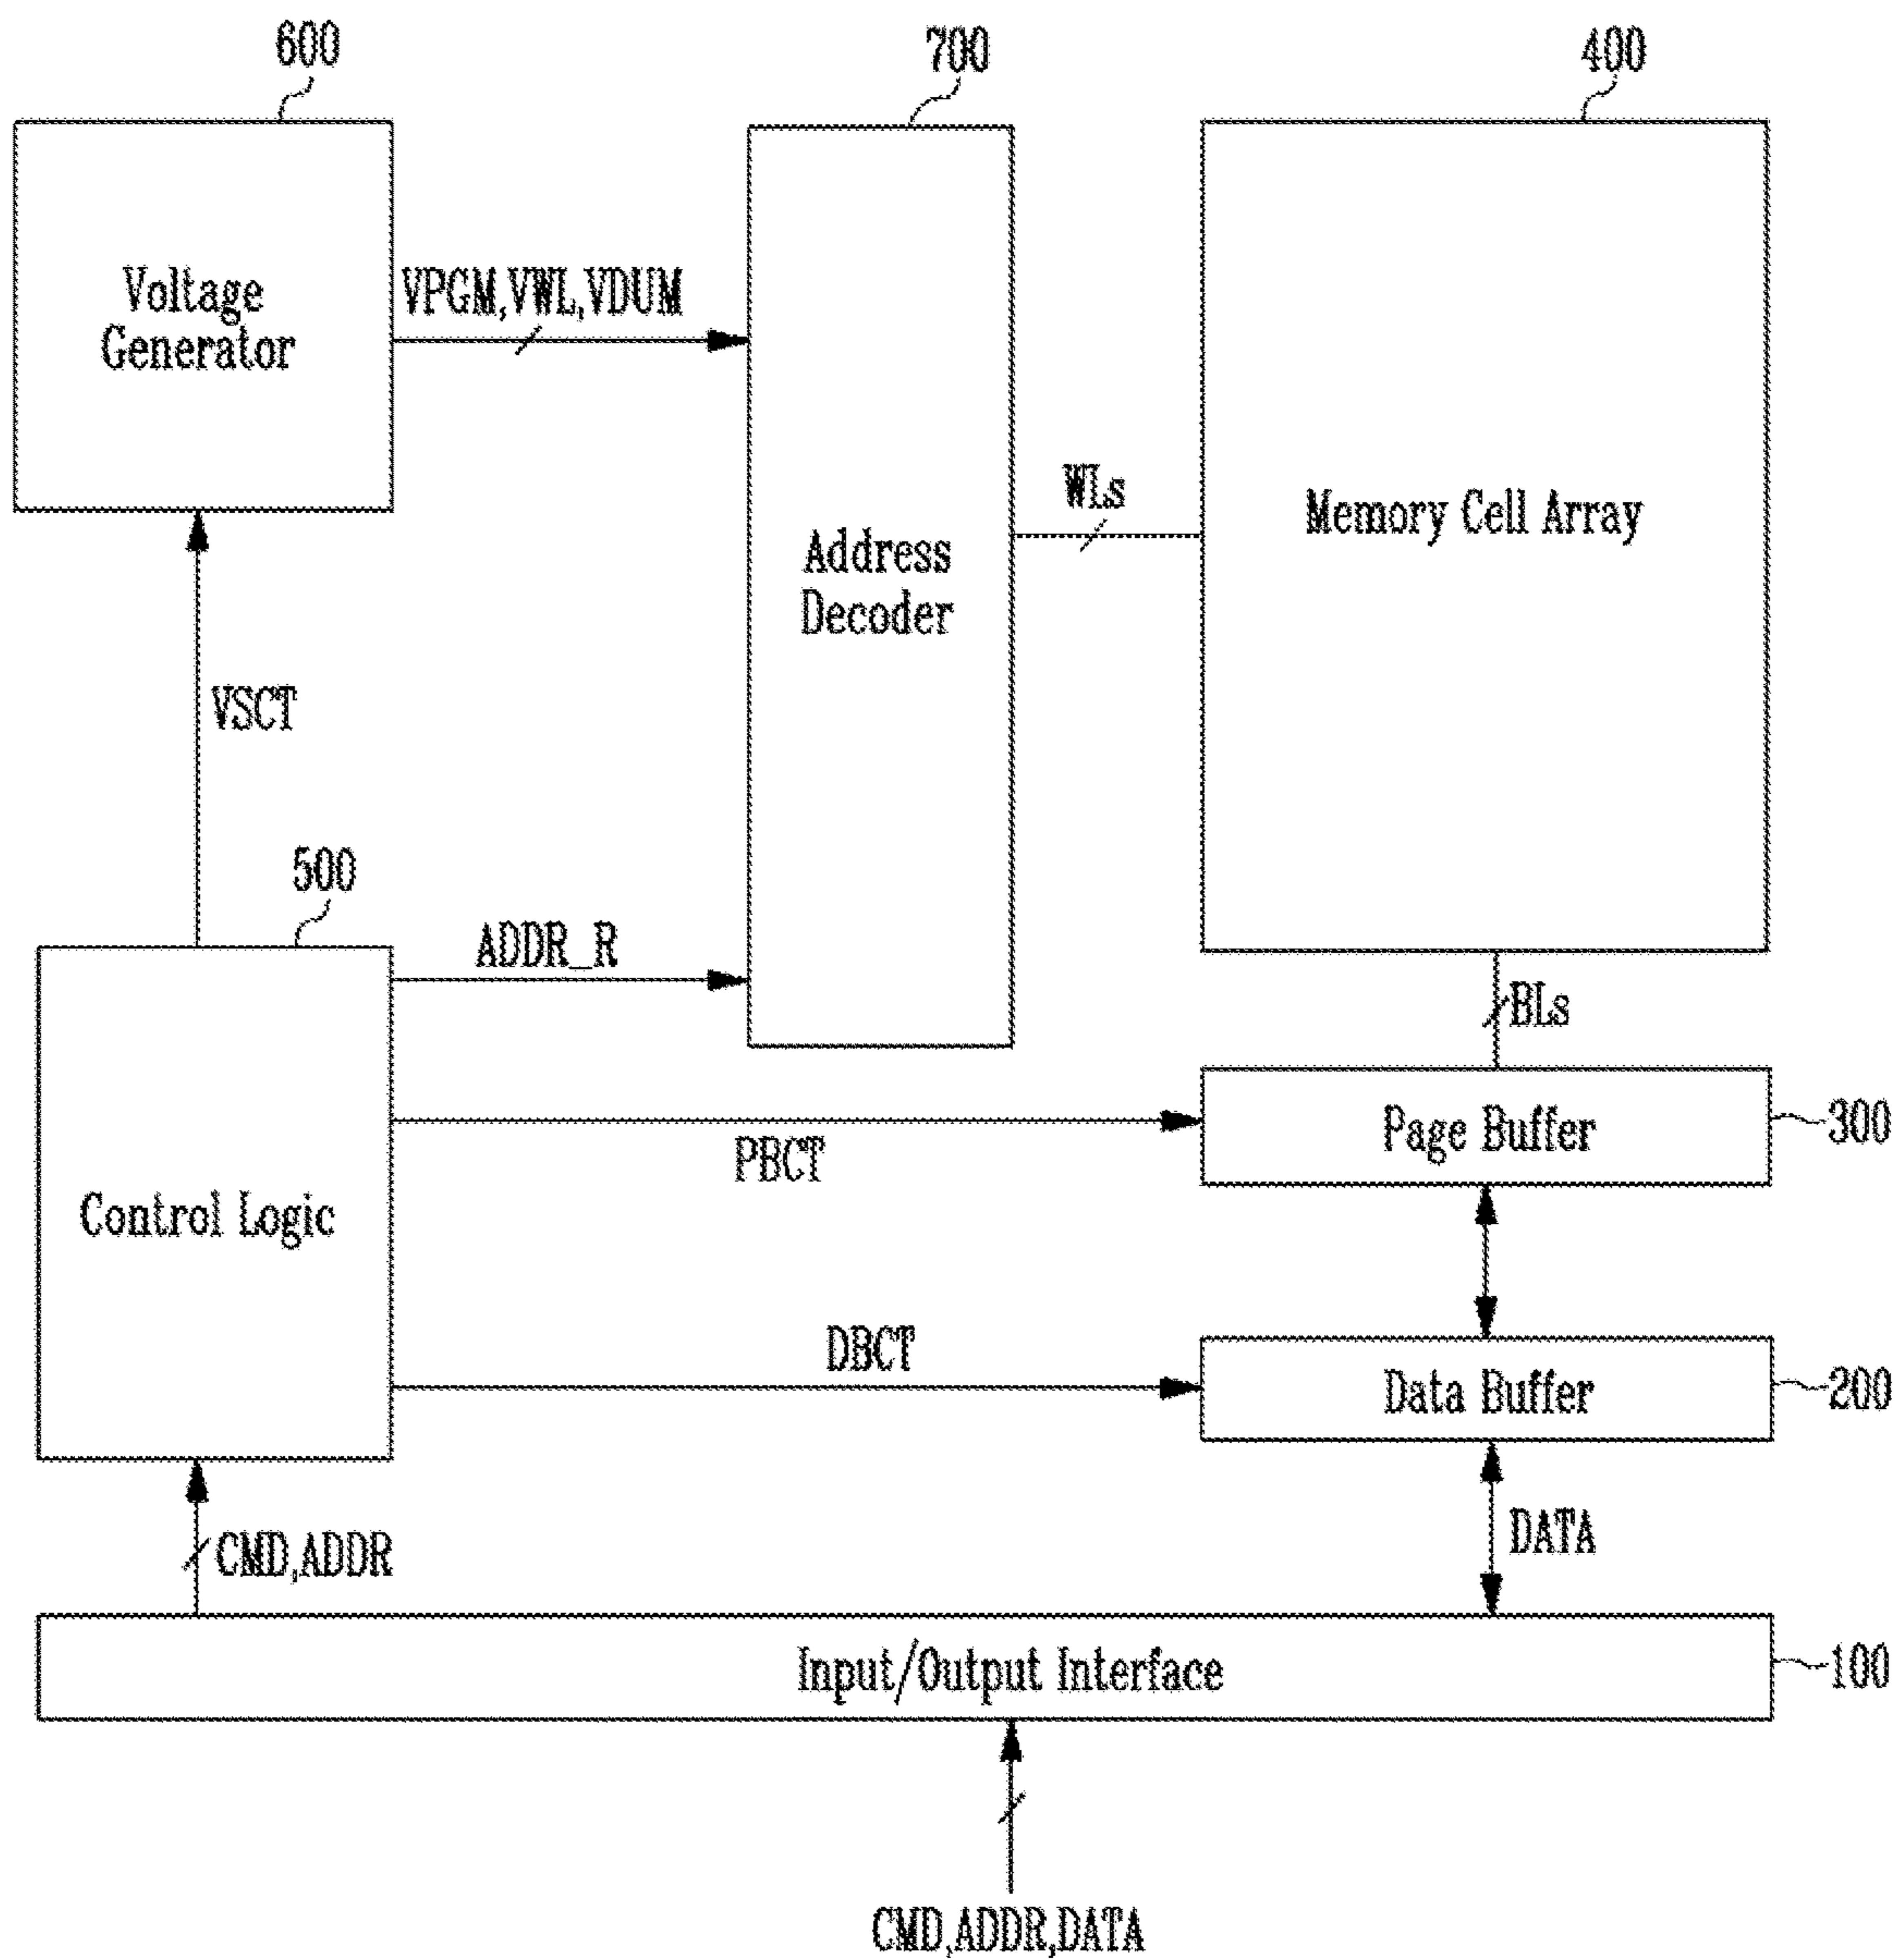 600
700
400
Voltage
Generator
VPGM,VWL,VDUM
Address
Decoder
WLs
Memory Cell Array
VSCT
500
ADDR_R
BLs
Control Logic
PBCT
Page Buffer
300
DBCT
Data Buffer
200
CMD,ADDR
DATA
Input/Output Interface
100
CMD,ADDR,DATA